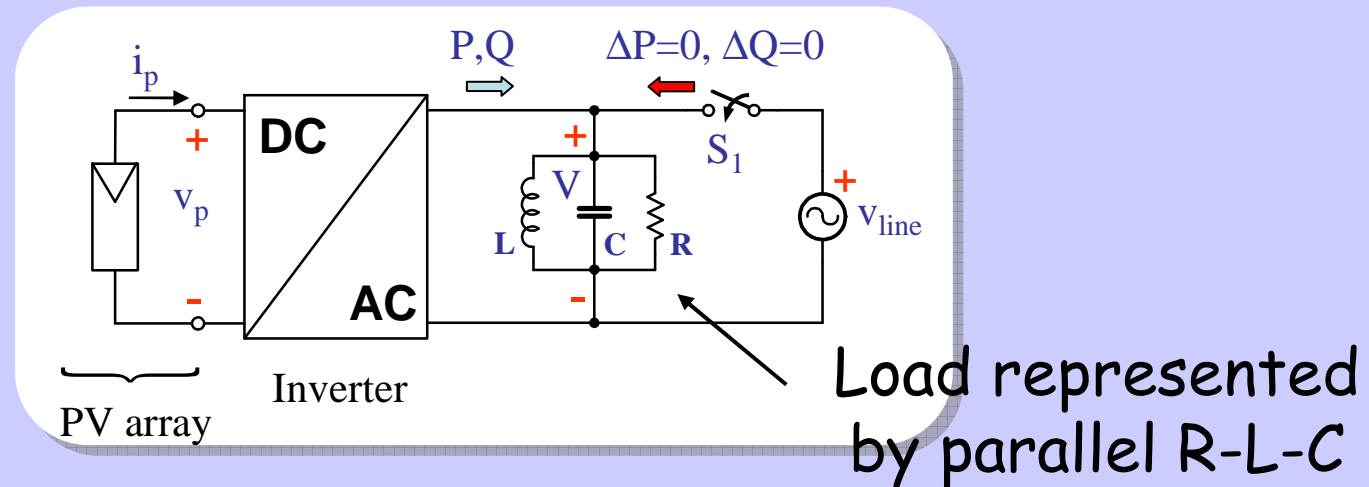 P,Q
ΔP=0, ΔQ=0
i_p
+
DC
AC
v_p
-
+
V
L
C
R
-
S_1
+
v_line
Inverter
PV array
Load represented
by parallel R-L-C